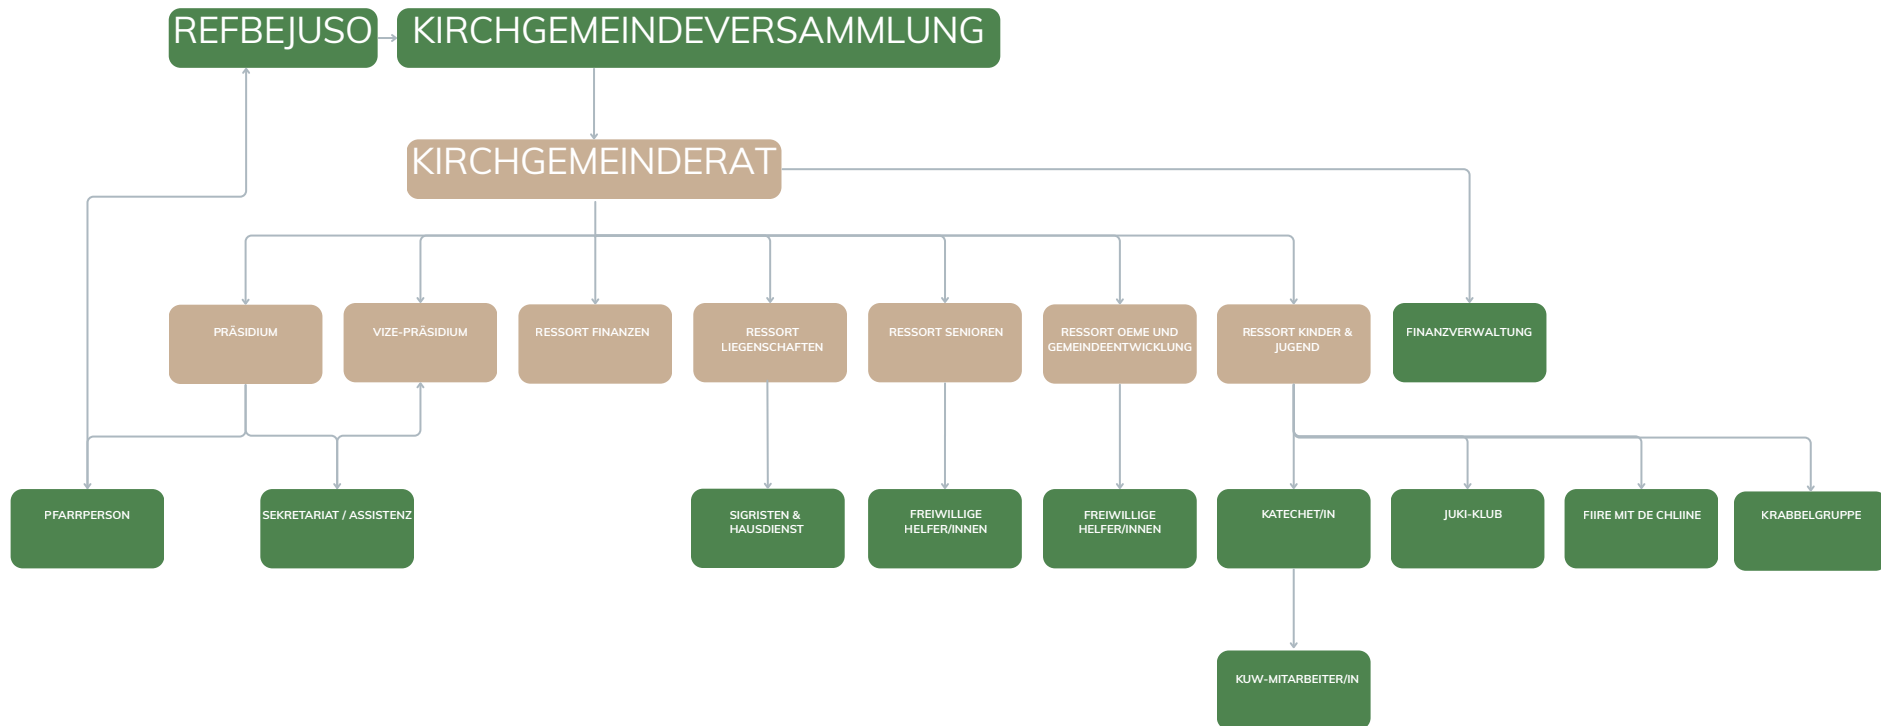 REFBEJUSO
KIRCHGEMEINDEVERSAMMLUNG
KIRCHGEMEINDERAT
PRÄSIDIUM
VIZE-PRÄSIDIUM
RESSORT FINANZEN
RESSORT
LIEGENSCHAFTEN
RESSORT SENIOREN
RESSORT OEME UND
GEMEINDEENTWICKLUNG
RESSORT KINDER &
JUGEND
FINANZVERWALTUNG
PFARRPERSON
SEKRETARIAT / ASSISTENZ
SIGRISTEN &
HAUSDIENST
FREIWILLIGE
HELFER/INNEN
FREIWILLIGE
HELFER/INNEN
KATECHET/IN
JUKI-KLUB
FIIRE MIT DE CHLIINE
KRABBELGRUPPE
KUW-MITARBEITER/IN